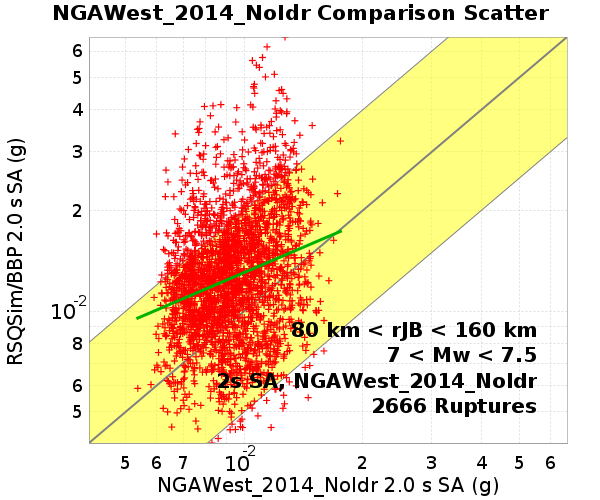 NGAWest_2014_NoIdr Comparison Scatter
RSQSim/BBP 2.0 s SA (g)
6
5
4
3
2
10-2
8
6
5
80 km < rJB < 160 km
7 < Mw < 7.5
2s SA, NGAWest_2014_NoIdr
2666 Ruptures
5 6 7 10-2 2 3 4 5 6
NGAWest_2014_NoIdr 2.0 s SA (g)